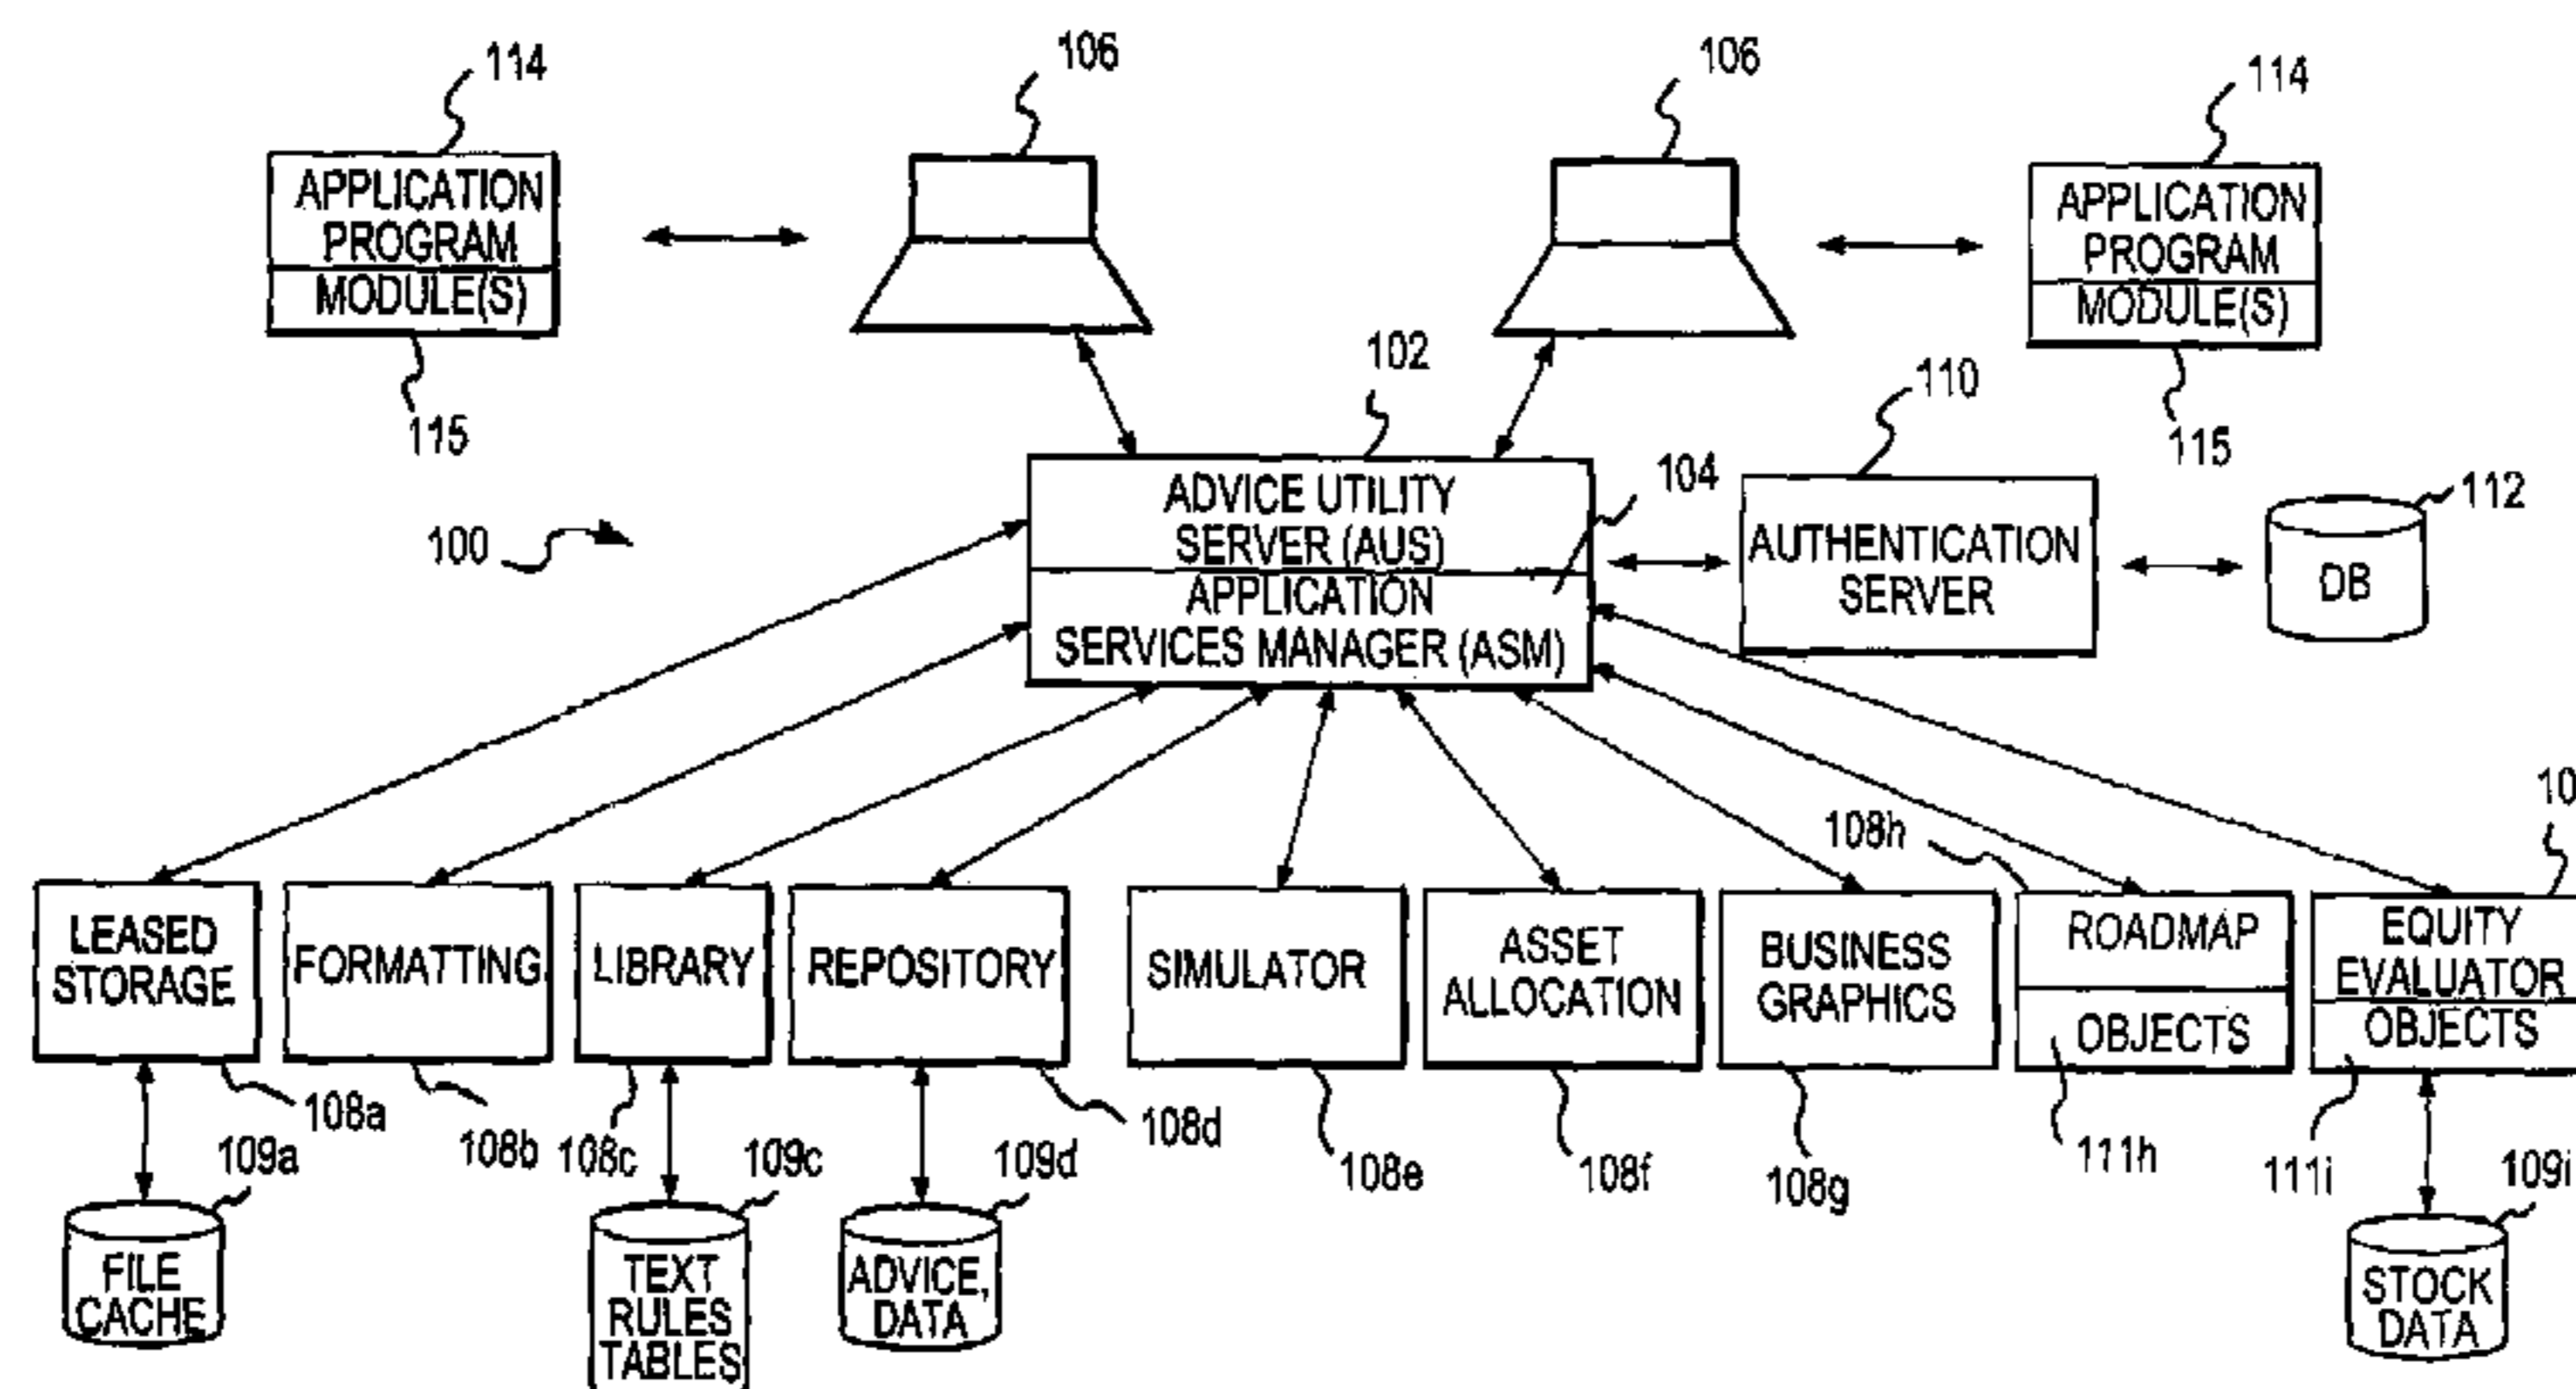 114
106
106
114
APPLICATION
PROGRAM
MODULE(S)
APPLICATION
PROGRAM
MODULE(S)
115
102
110
115
104
112
100
ADVICE UTILITY
SERVER (AUS)
APPLICATION
SERVICES MANAGER (ASM)
AUTHENTICATION
SERVER
DB
108h
10
LEASED
STORAGE
FORMATTING
LIBRARY
REPOSITORY
SIMULATOR
ASSET
ALLOCATION
BUSINESS
GRAPHICS
ROADMAP
OBJECTS
EQUITY
EVALUATOR
OBJECTS
108a
108b
108c
108d
108e
108f
108g
111h
111i
109a
109c
109d
109i
FILE
CACHE
TEXT
RULES
TABLES
ADVICE,
DATA
STOCK
DATA